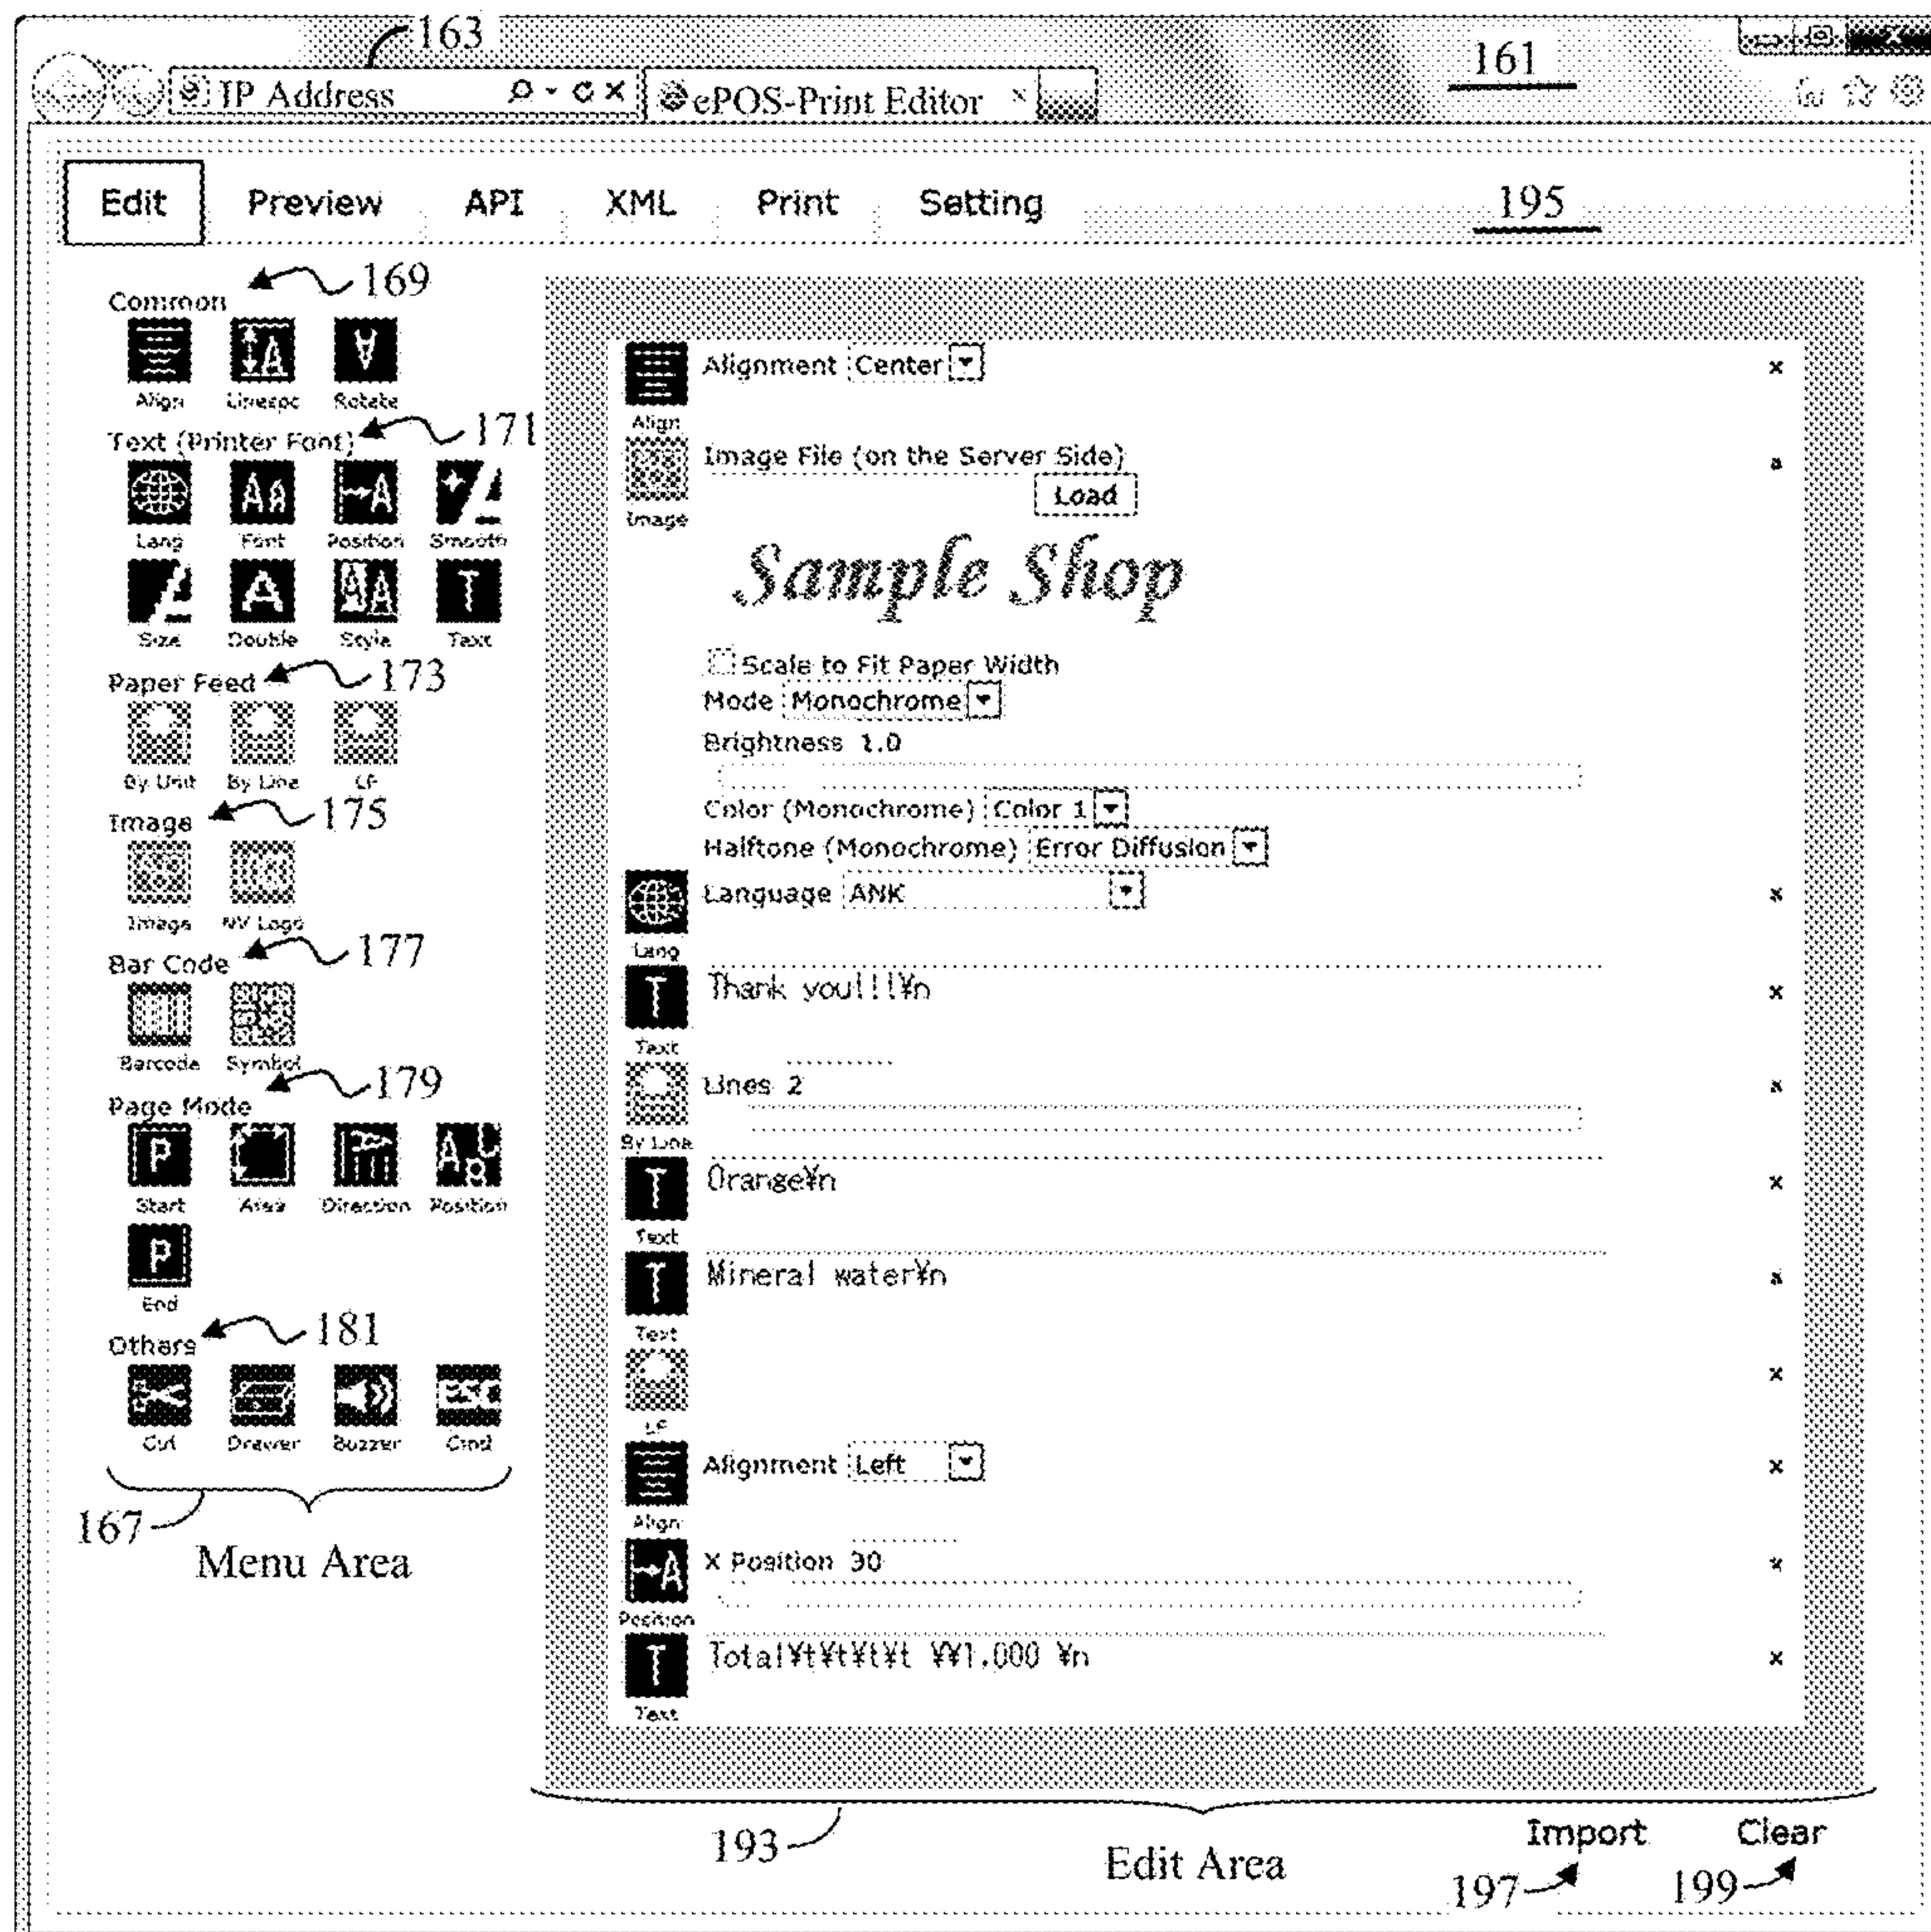 163
161
IP Address
ePOS-Print Editor
Edit Preview API XML Print Setting
195
Common
169
Align Linespc Rotate
Text (Printer Font)
171
Lang Font Position Smooth
Size Double Style Text
Paper Feed
173
By Unit By Line LF
Image
175
Image NV Logo
Bar Code
177
Barcode Symbol
Page Mode
179
Start Area Direction Position
End
Others
181
Cut Drawer Buzzer Cmd
167
Menu Area
Align
Alignment Center
x
Image
Image File (on the Server Side)
Load
Sample Shop
Scale to Fit Paper Width
Mode Monochrome
Brightness 1.0
Color (Monochrome) Color 1
Halftone (Monochrome) Error Diffusion
Lang
Language ANK
x
Text
Thank you!!!¥n
x
By Line
Lines 2
x
Text
Orange¥n
x
Text
Mineral water¥n
x
LF
x
Align
Alignment Left
x
Position
X Position 30
x
Text
Total¥t¥t¥t¥t ¥¥1,000 ¥n
x
193
Edit Area
Import
197
Clear
199